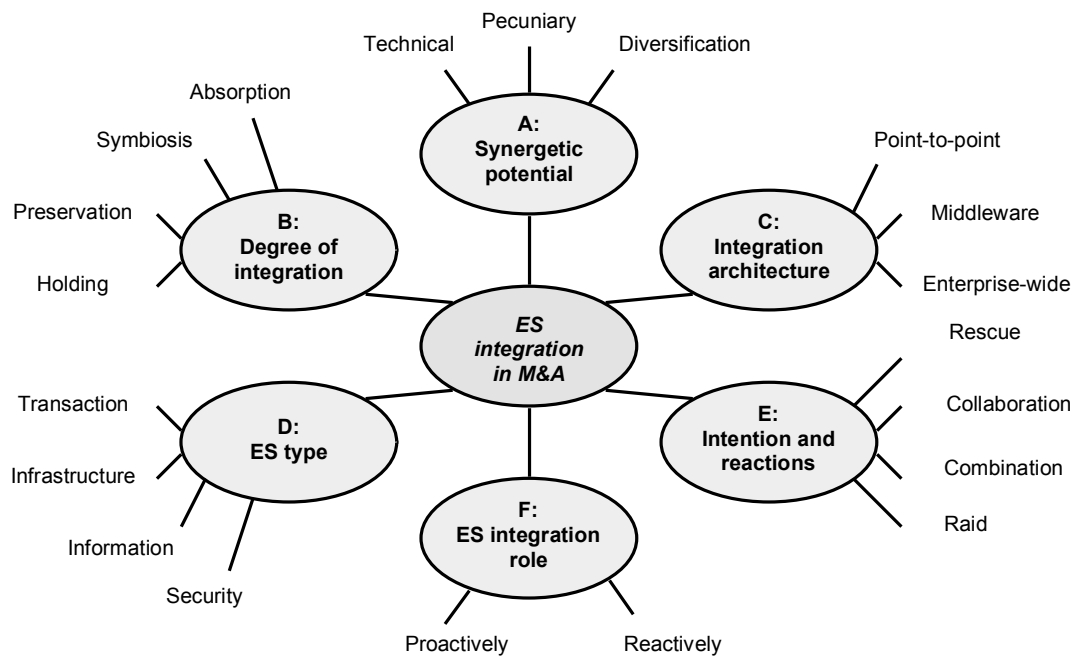 Pecuniary
Technical
Diversification
A:
Synergetic
potential
Absorption
Symbiosis
Preservation
Holding
B:
Degree of
integration
Point-to-point
Middleware
Enterprise-wide
C:
Integration
architecture
ES
integration
in M&A
Transaction
Infrastructure
Information
Security
D:
ES type
Rescue
Collaboration
Combination
Raid
E:
Intention and
reactions
F:
ES integration
role
Proactively
Reactively